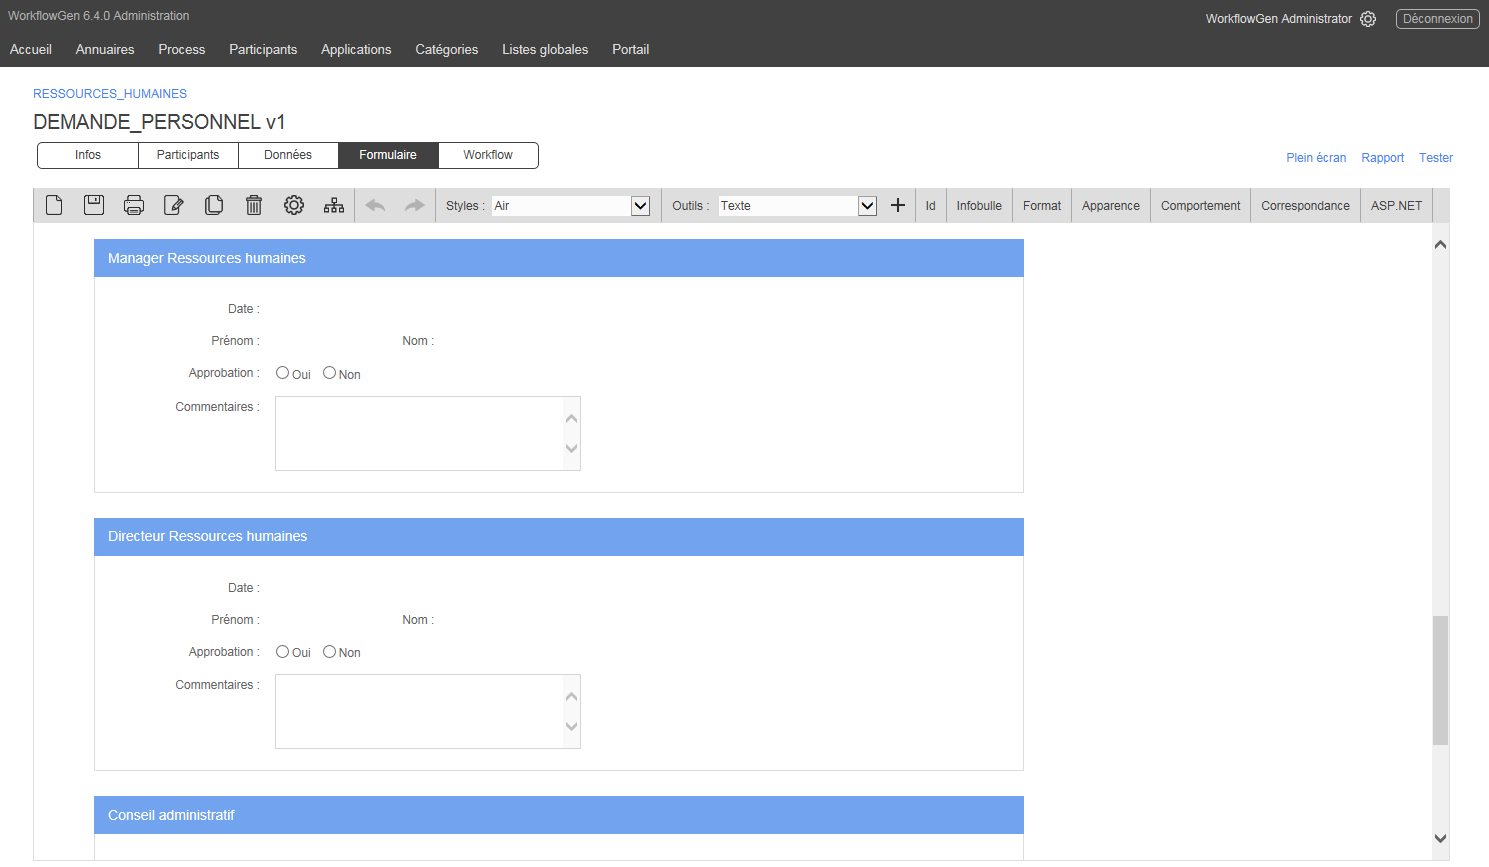 WorkflowGen 6.4.0 Administration
WorkflowGen Administrator Déconnexion
Accueil Annuaires Process Participants Applications Catégories Listes globales Portail
RESSOURCES_HUMAINES
DEMANDE_PERSONNEL v1
Infos Participants Données Formulaire Workflow
Plein écran Rapport Tester
Styles : Air Outils : Texte Id Infobulle Format Apparence Comportement Correspondance ASP.NET
Manager Ressources humaines
Date :
Prénom : Nom :
Approbation : Oui Non
Commentaires :
Directeur Ressources humaines
Date :
Prénom : Nom :
Approbation : Oui Non
Commentaires :
Conseil administratif